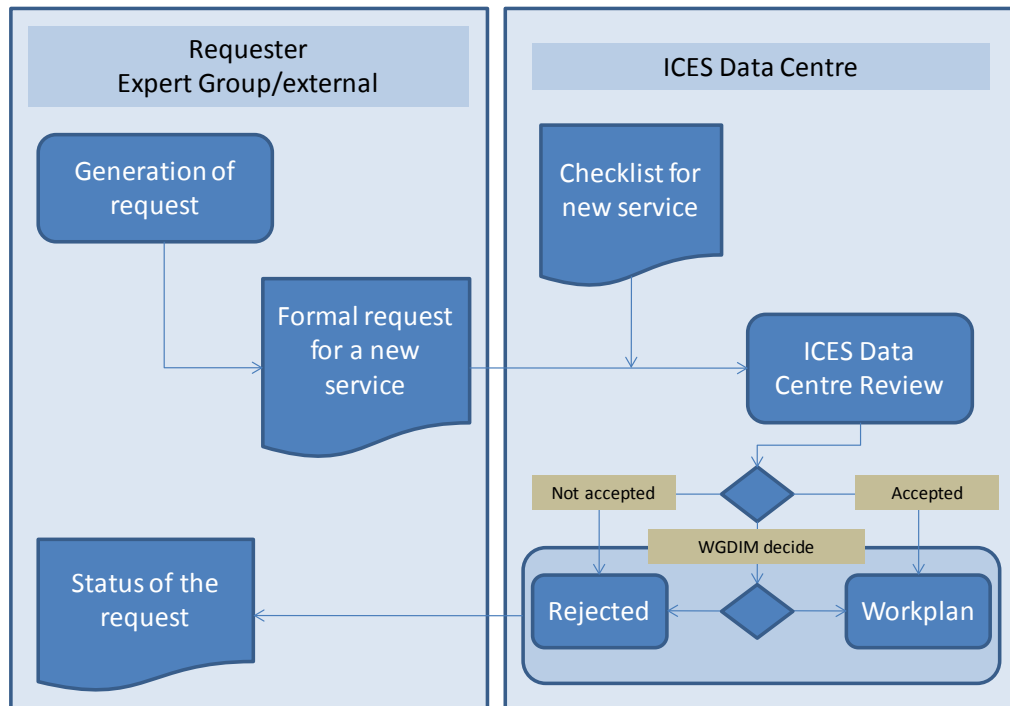 Requester
Expert Group/external
Generation of
request
Formal request
for a new
service
Status of the
request
ICES Data Centre
Checklist for
new service
ICES Data
Centre Review
Not accepted
Accepted
WGDIM decide
Rejected
Workplan